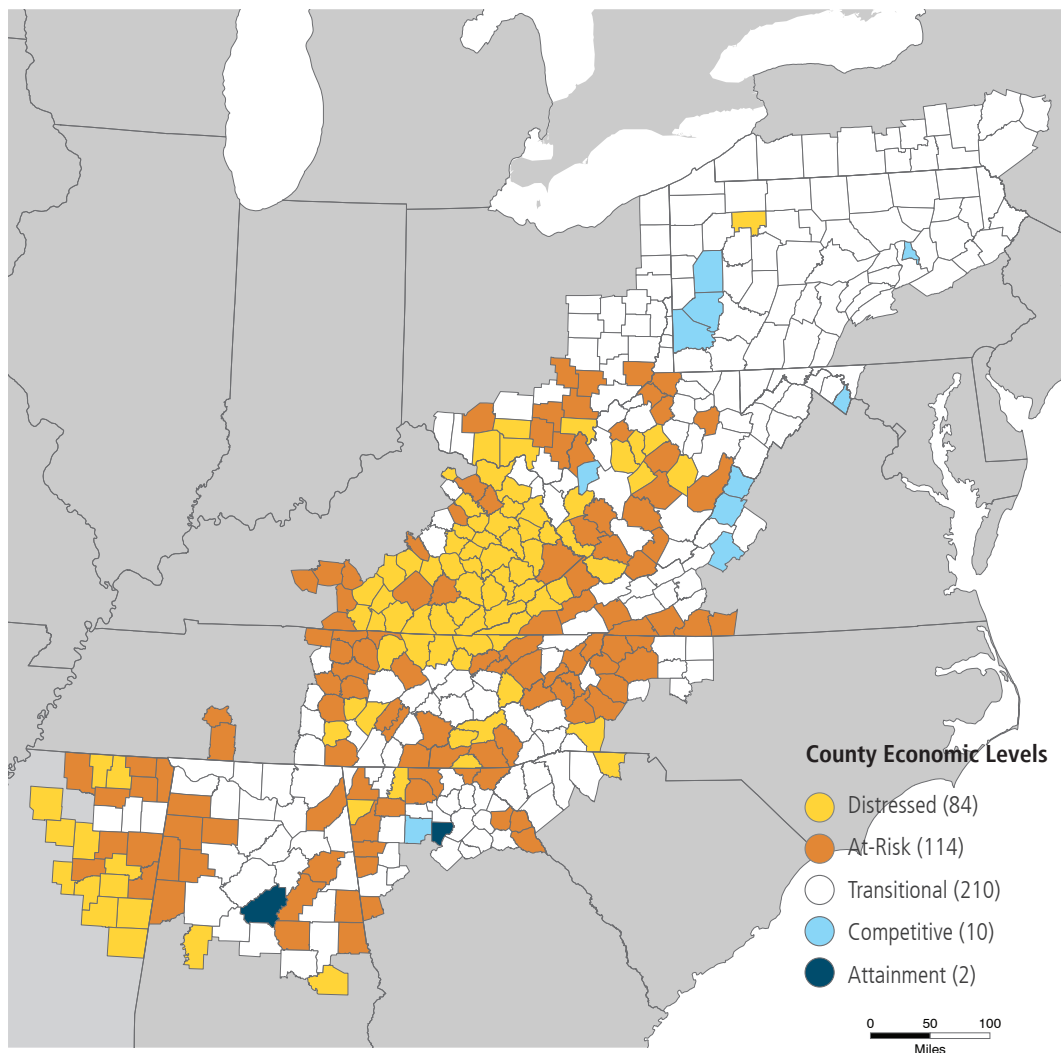 County Economic Levels
Distressed (84)
At-Risk (114)
Transitional (210)
Competitive (10)
Attainment (2)
0 50 100
Miles